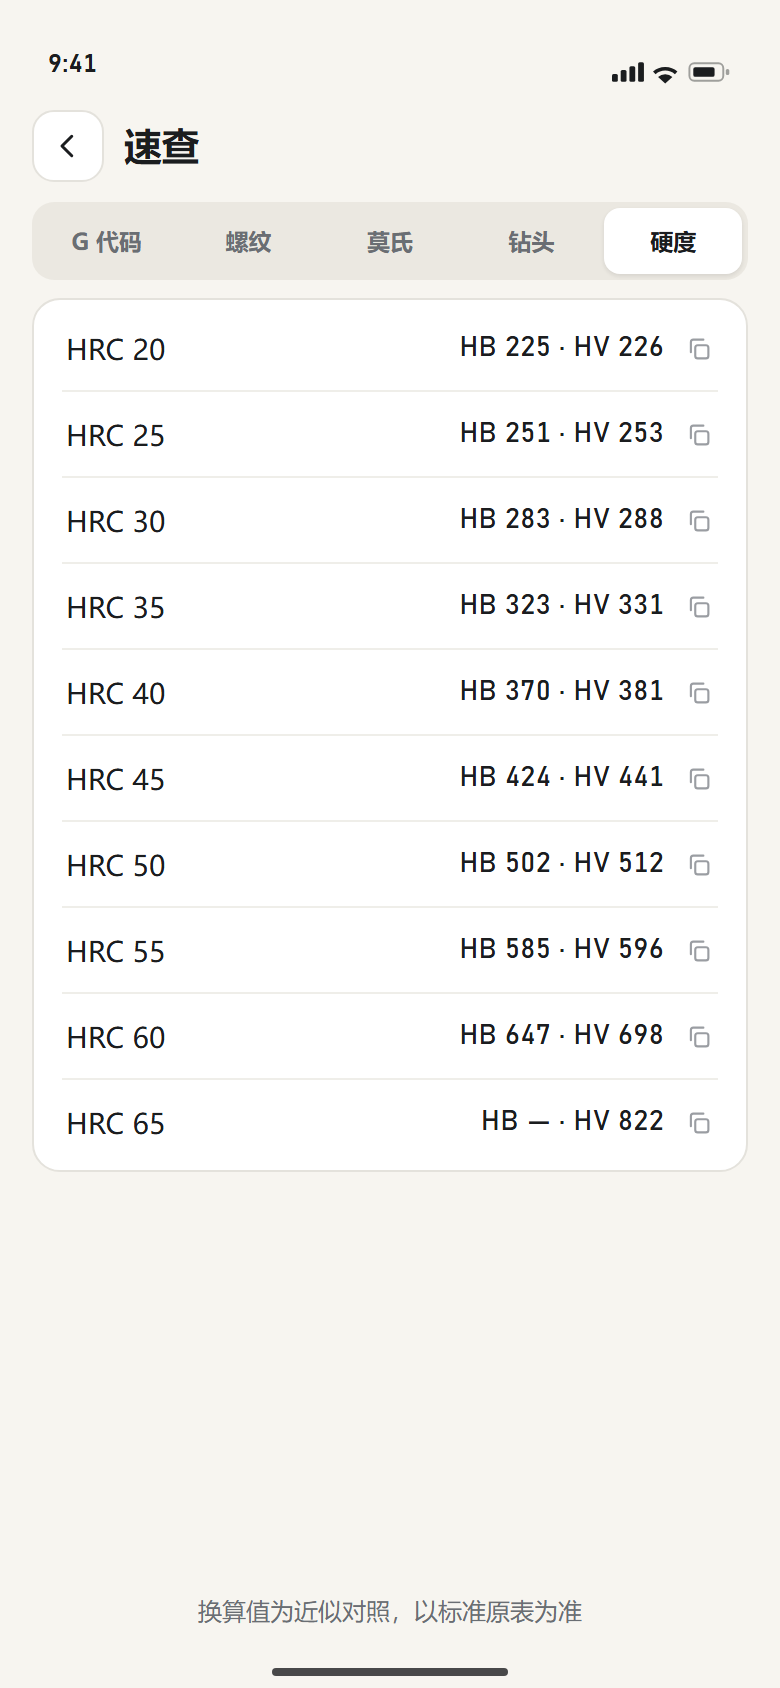 9:41
速查
G 代码 螺纹 莫氏 钻头 硬度
HRC 20 HB 225 · HV 226
HRC 25 HB 251 · HV 253
HRC 30 HB 283 · HV 288
HRC 35 HB 323 · HV 331
HRC 40 HB 370 · HV 381
HRC 45 HB 424 · HV 441
HRC 50 HB 502 · HV 512
HRC 55 HB 585 · HV 596
HRC 60 HB 647 · HV 698
HRC 65 HB — · HV 822
换算值为近似对照，以标准原表为准